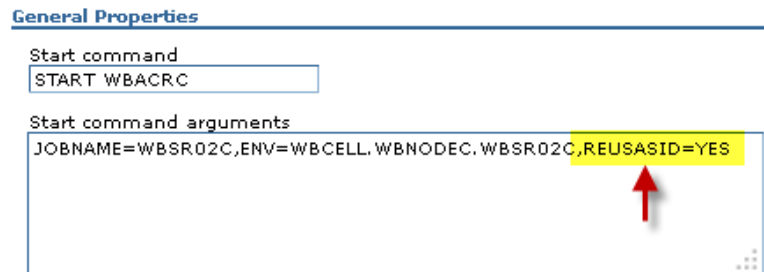 General Properties
Start command
START WBACRC
Start command arguments
JOBNAME=WBSR02C,ENV=WBCELL.WBNODEC.WBSR02C,REUSASID=YES